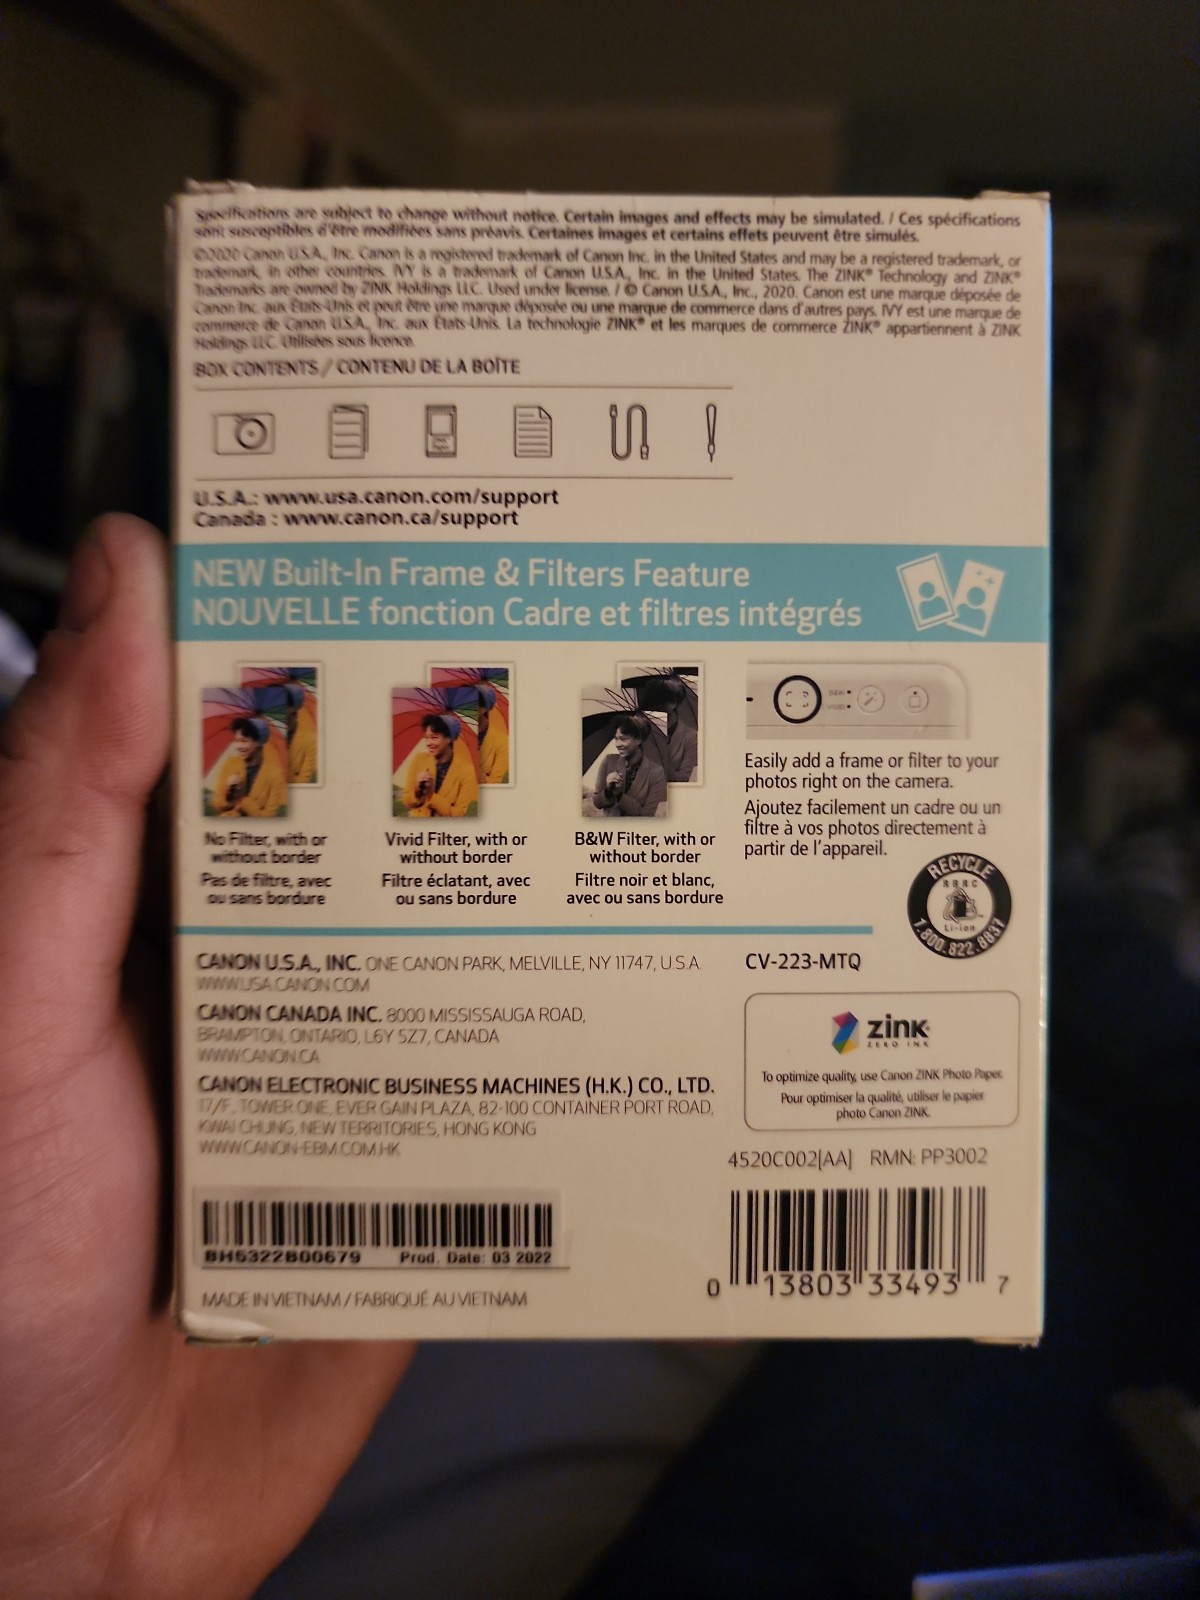 Specifications are subject to change without notice. Certain images and effects may be simulated. / Ces spécifications
sont susceptibles d'être modifiées sans préavis. Certaines images et certains effets peuvent être simulés.
©2020 Canon U.S.A., Inc. Canon is a registered trademark of Canon Inc. in the United States and may be a registered trademark, or
trademark, in other countries. IVY is a trademark of Canon U.S.A., Inc. in the United States. The ZINK® Technology and ZINK®
Trademarks are owned by ZINK Holdings LLC. Used under license. / © Canon U.S.A., Inc., 2020. Canon est une marque déposée de
Canon Inc. aux États-Unis et peut être une marque déposée ou une marque de commerce dans d'autres pays. IVY est une marque de
commerce de Canon U.S.A., Inc. aux États-Unis. La technologie ZINK® et les marques de commerce ZINK® appartiennent à ZINK
Holdings LLC. Utilisées sous licence.
BOX CONTENTS / CONTENU DE LA BOÎTE
U.S.A.: www.usa.canon.com/support
Canada : www.canon.ca/support
NEW Built-In Frame & Filters Feature
NOUVELLE fonction Cadre et filtres intégrés
No Filter, with or
without border
Pas de filtre, avec
ou sans bordure
Vivid Filter, with or
without border
Filtre éclatant, avec
ou sans bordure
B&W Filter, with or
without border
Filtre noir et blanc,
avec ou sans bordure
B&W
VIVID
Easily add a frame or filter to your
photos right on the camera.
Ajoutez facilement un cadre ou un
filtre à vos photos directement à
partir de l'appareil.
RECYCLE
RBRC
Li-ion
1.800.822.8837
CANON U.S.A., INC. ONE CANON PARK, MELVILLE, NY 11747, U.S.A.
WWW.USA.CANON.COM
CANON CANADA INC. 8000 MISSISSAUGA ROAD,
BRAMPTON, ONTARIO, L6Y 5Z7, CANADA
WWW.CANON.CA
CANON ELECTRONIC BUSINESS MACHINES (H.K.) CO., LTD.
17/F, TOWER ONE, EVER GAIN PLAZA, 82-100 CONTAINER PORT ROAD,
KWAI CHUNG, NEW TERRITORIES, HONG KONG
WWW.CANON-EBM.COM.HK
CV-223-MTQ
zink
ZERO INK
To optimize quality, use Canon ZINK Photo Paper.
Pour optimiser la qualité, utiliser le papier
photo Canon ZINK.
4520C002[AA] RMN: PP3002
BH6322B00679 Prod. Date: 03 2022
MADE IN VIETNAM / FABRIQUÉ AU VIETNAM
0 13803 33493 7